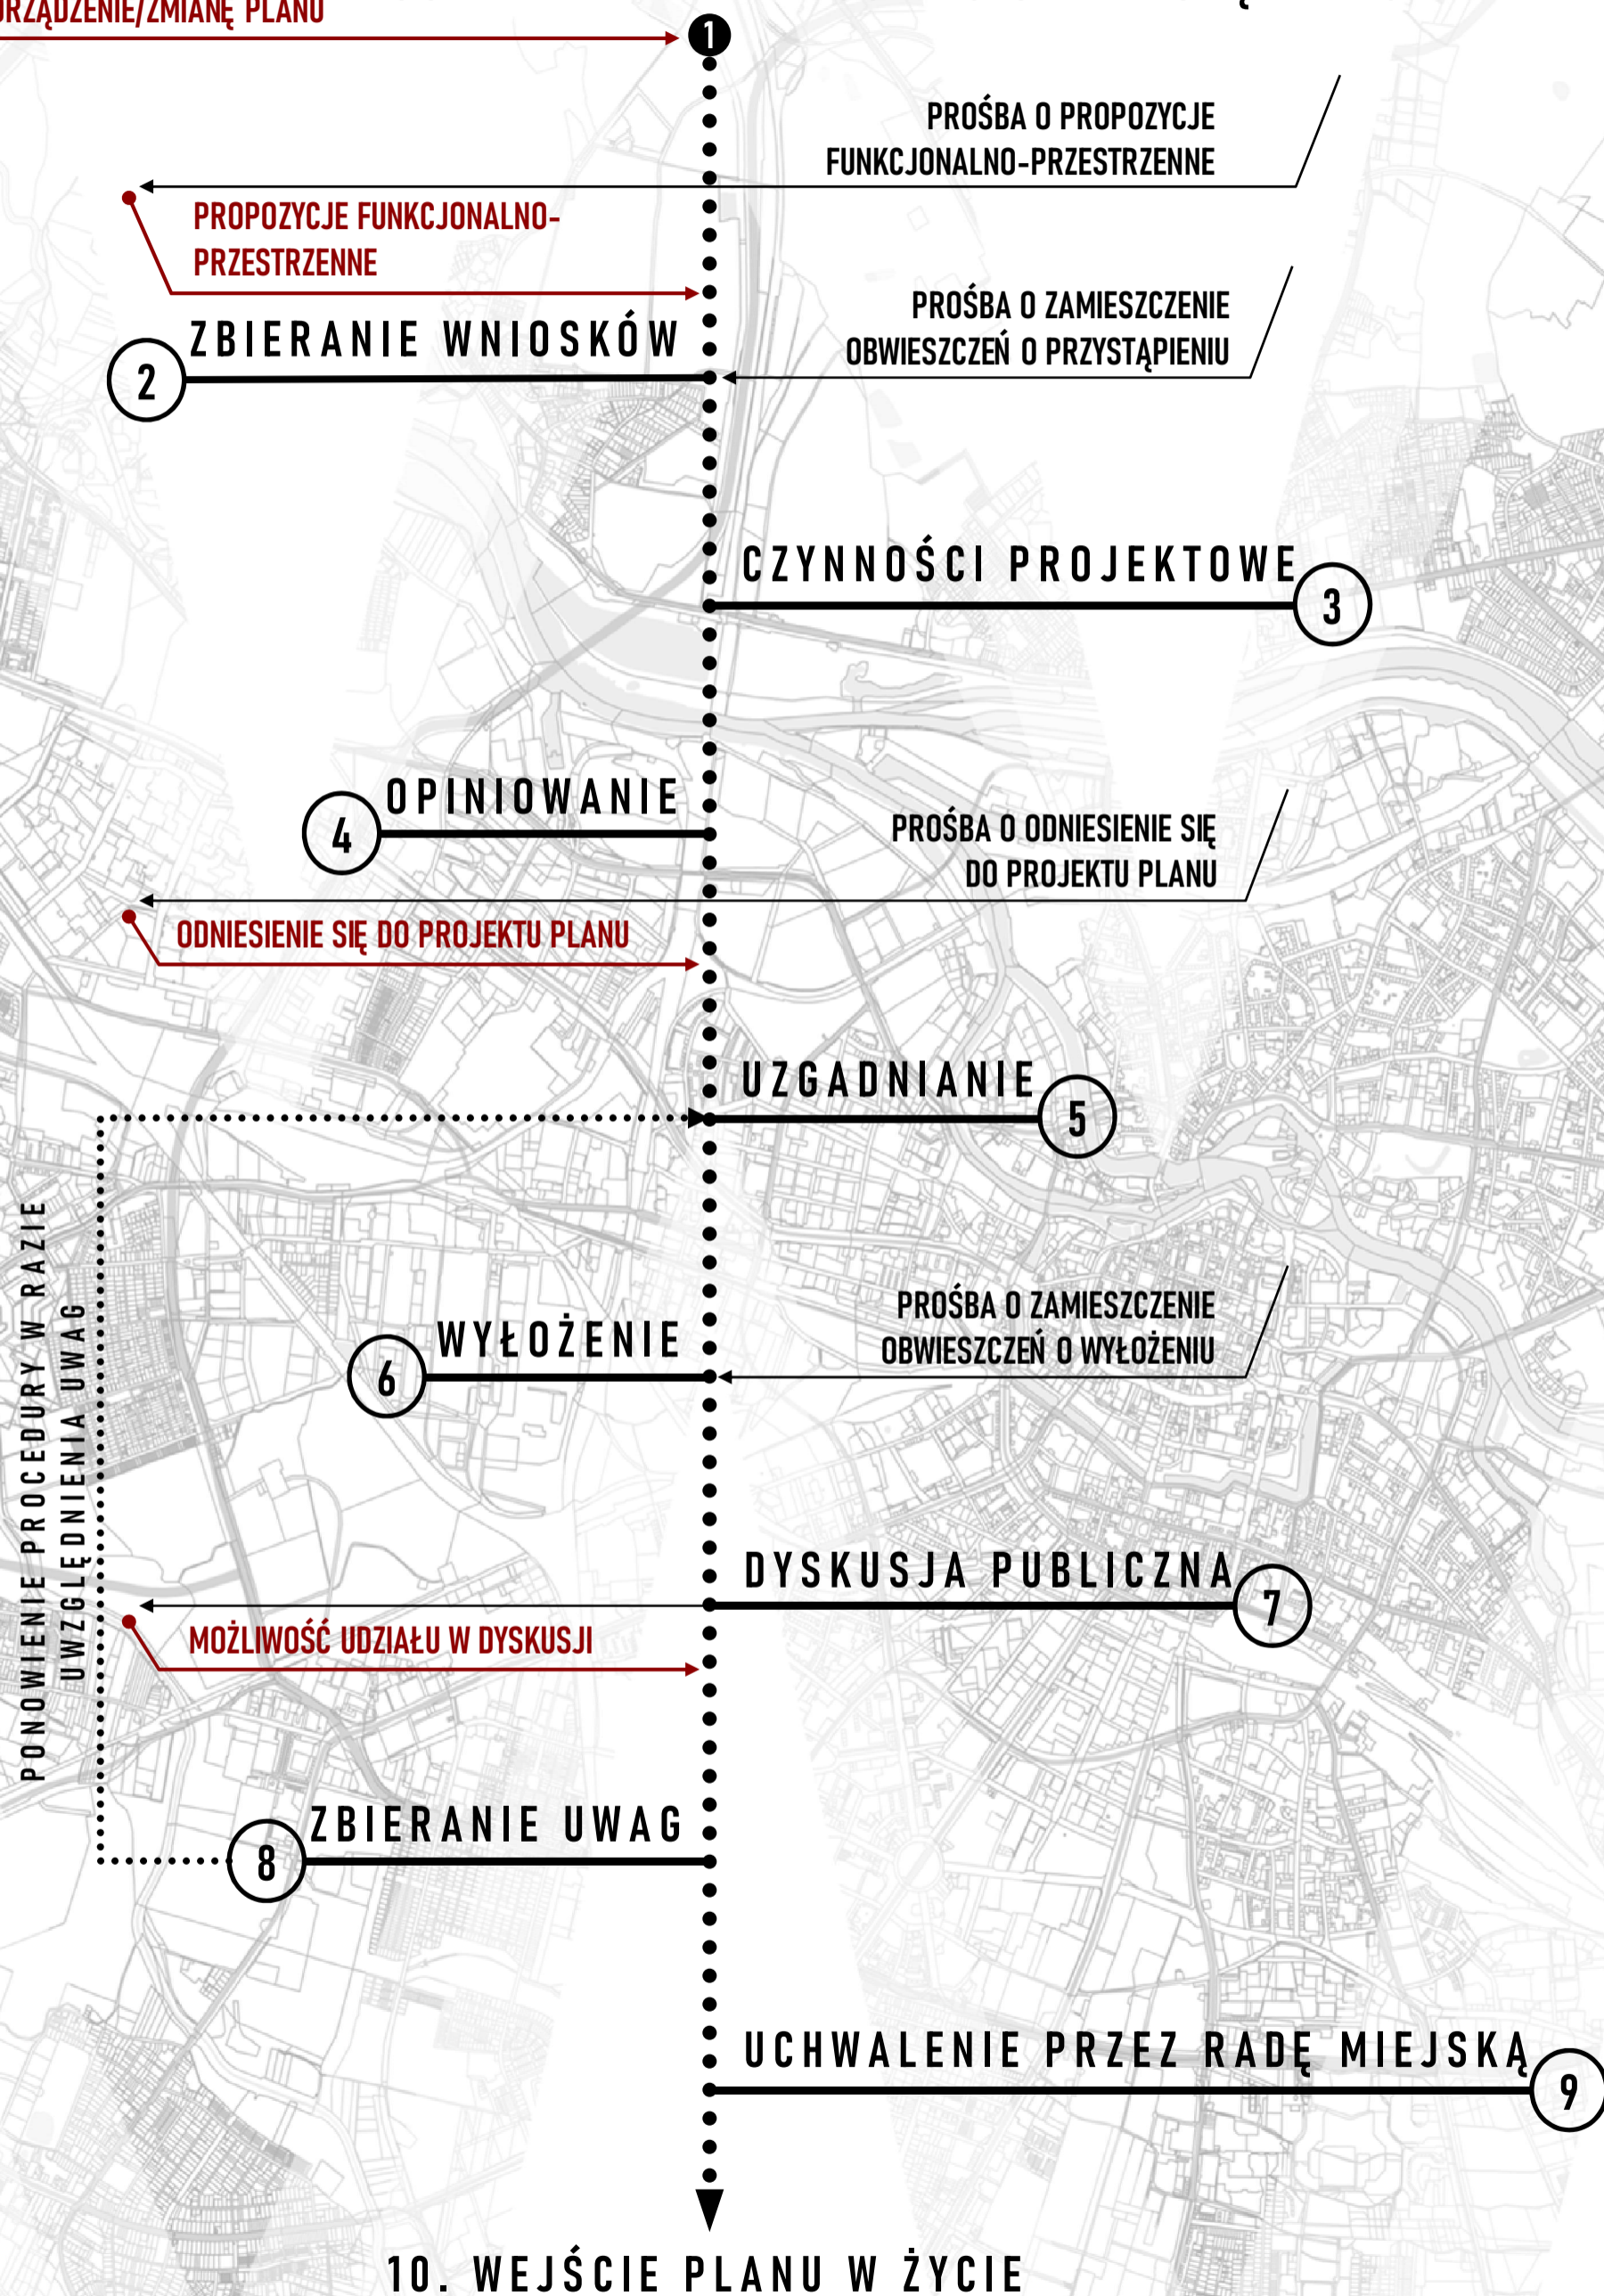 ZMIANĘ PLANU
1
PROŚBA O PROPOZYCJE
FUNKCJONALNO-PRZESTRZENNE
PROPOZYCJE FUNKCJONALNO-
PRZESTRZENNE
PROŚBA O ZAMIESZCZENIE
OBWIESZCZEŃ O PRZYSTĄPIENIU
ZBIERANIE WNIOSKÓW
2
CZYNNOŚCI PROJEKTOWE
3
OPINIOWANIE
4
PROŚBA O ODNIESIENIE SIĘ
DO PROJEKTU PLANU
ODNIESIENIE SIĘ DO PROJEKTU PLANU
UZGADNIANIE
5
PONOWIENIE PROCEDURY W RAZIE
UWZGLĘDNIENIA UWAG
PROŚBA O ZAMIESZCZENIE
OBWIESZCZEŃ O WYŁOŻENIU
WYŁOŻENIE
6
DYSKUSJA PUBLICZNA
7
MOŻLIWOŚĆ UDZIAŁU W DYSKUSJI
ZBIERANIE UWAG
8
UCHWALENIE PRZEZ RADĘ MIEJSKĄ
9
10. WEJŚCIE PLANU W ŻYCIE